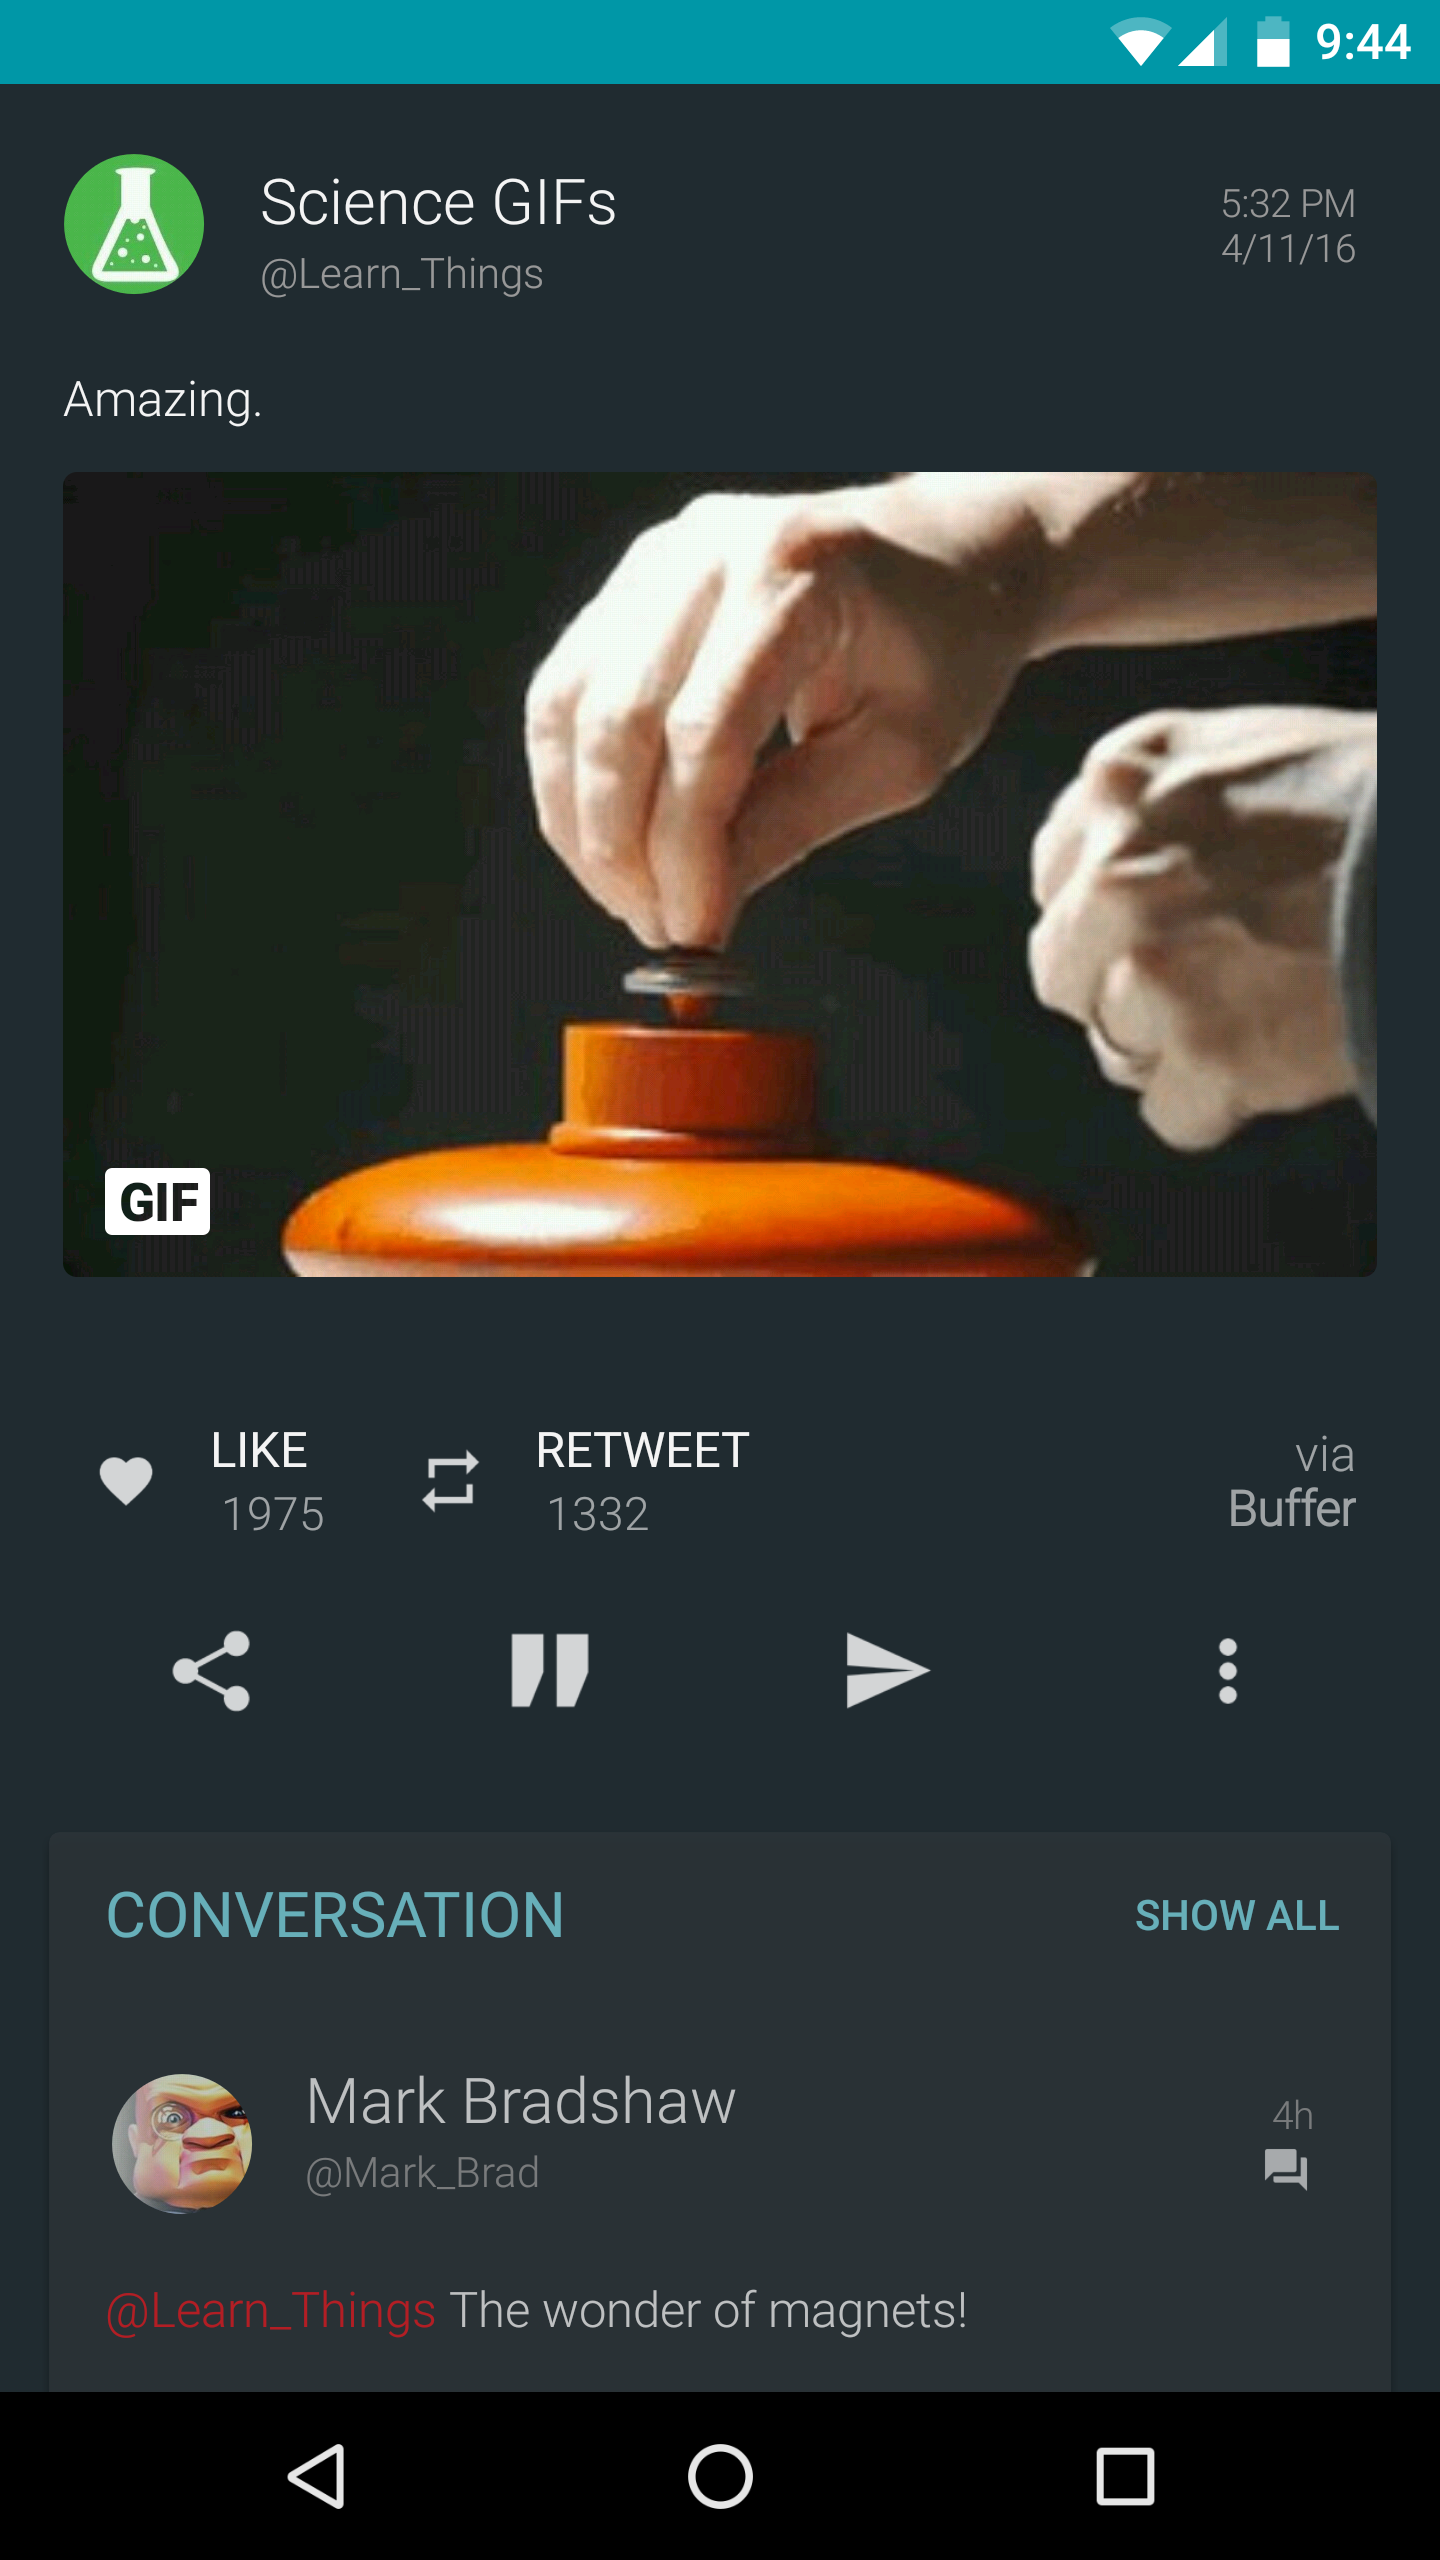 9:44
Science GIFs
@Learn_Things
5:32 PM
4/11/16
Amazing.
GIF
LIKE
1975
RETWEET
1332
via
Buffer
CONVERSATION
SHOW ALL
Mark Bradshaw
@Mark_Brad
4h
@Learn_Things The wonder of magnets!